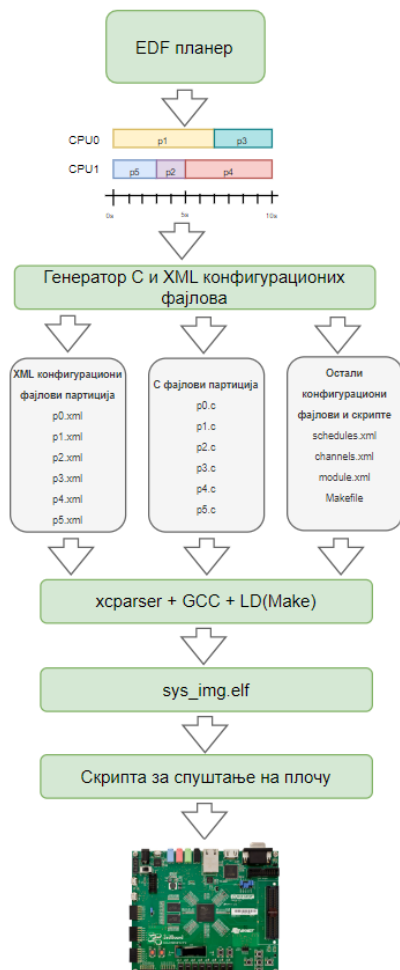 EDF планер
CPU0
p1
p3
CPU1
p5
p2
p4
0s
5s
10s
Генератор C и XML конфигурационих
фајлова
XML конфигурациони
фајлови партиција
p0.xml
p1.xml
p2.xml
p3.xml
p4.xml
p5.xml
C фајлови партиција
p0.c
p1.c
p2.c
p3.c
p4.c
p5.c
Остали
конфигурациони
фајлови и скрипте
schedules.xml
channels.xml
module.xml
Makefile
xcparser + GCC + LD(Make)
sys_img.elf
Скрипта за спуштање на плочу